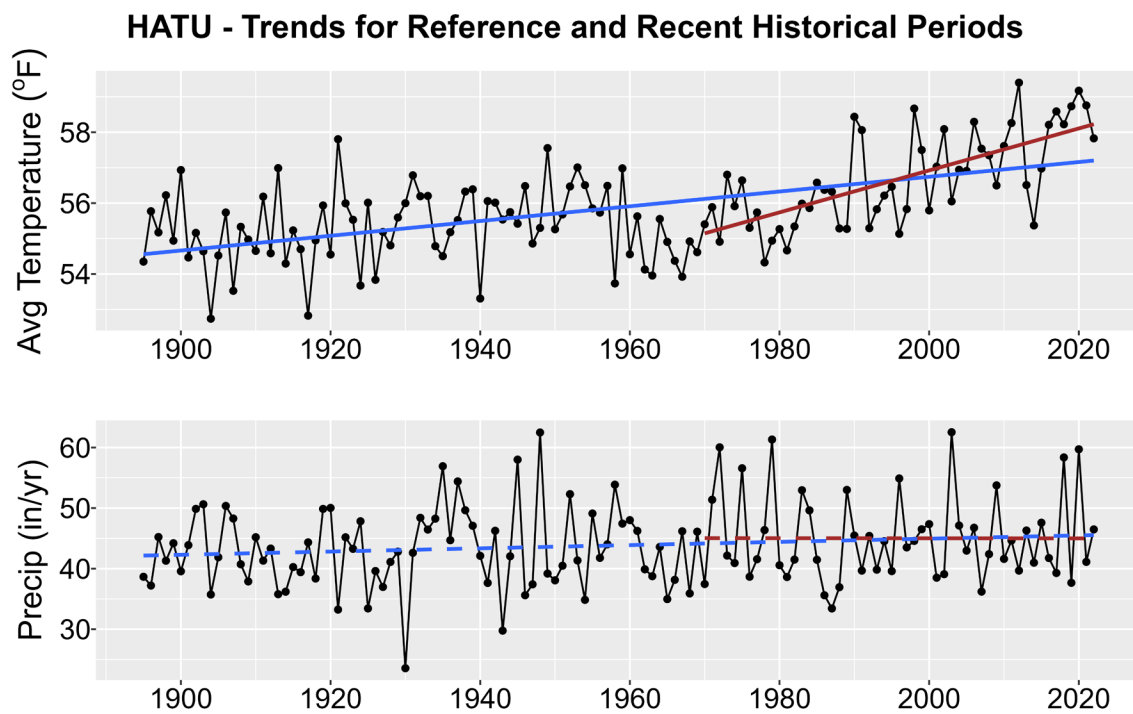 HATU - Trends for Reference and Recent Historical Periods
Avg Temperature (°F)
58
56
54
1900 1920 1940 1960 1980 2000 2020
Precip (in/yr)
60
50
40
30
1900 1920 1940 1960 1980 2000 2020